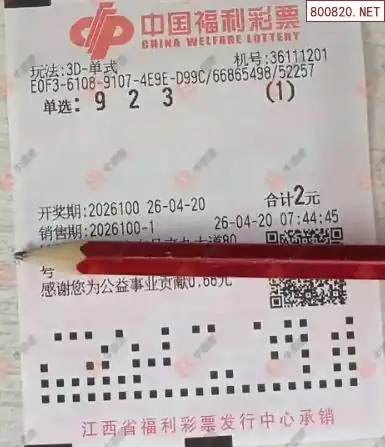 800820.NET
中国福利彩票
CHINA WELFARE LOTTERY
玩法:3D-单式 机号:36111201
E0F3-6108-9107-4E9E-D99C/66865498/52257
单选: 9 2 3 (1)
开奖期:2026100 26-04-20 合计2元
销售期:2026100-1 26-04-20 07:44:45
号
感谢您为公益事业贡献0.68元
江西省福利彩票发行中心承销